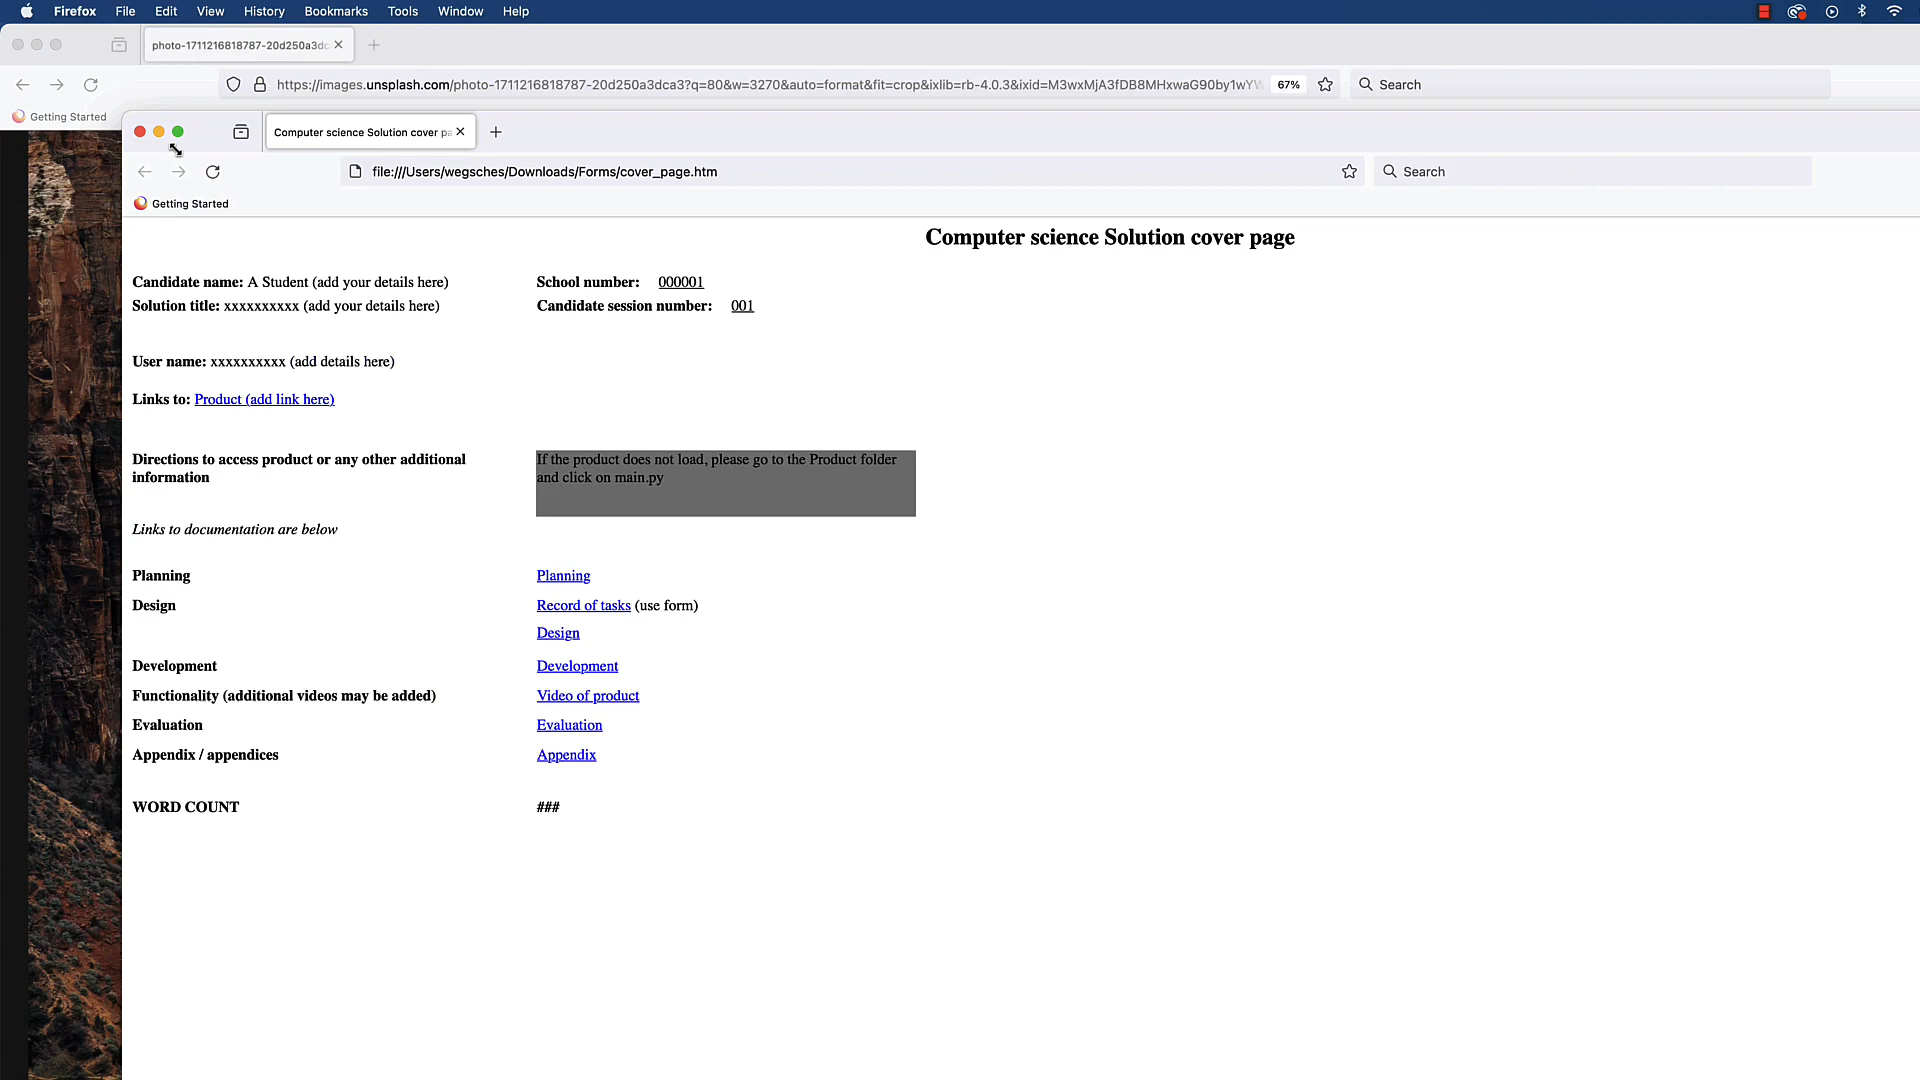 Firefox File Edit View History Bookmarks Tools Window Help
photo-1711216818787-20d250a3dc
https://images.unsplash.com/photo-1711216818787-20d250a3dca3?q=80&w=3270&auto=format&fit=crop&ixlib=rb-4.0.3&ixid=M3wxMjA3fDB8MHxwaG90by1wYW 67% Search
Getting Started
Computer science Solution cover pa
file:///Users/wegsches/Downloads/Forms/cover_page.htm Search
Getting Started
Computer science Solution cover page
Candidate name: A Student (add your details here) School number: 000001
Solution title: xxxxxxxxxx (add your details here) Candidate session number: 001
User name: xxxxxxxxxx (add details here)
Links to: Product (add link here)
Directions to access product or any other additional
information
If the product does not load, please go to the Product folder
and click on main.py
Links to documentation are below
Planning Planning
Design Record of tasks (use form)
Design
Development Development
Functionality (additional videos may be added) Video of product
Evaluation Evaluation
Appendix / appendices Appendix
WORD COUNT ###